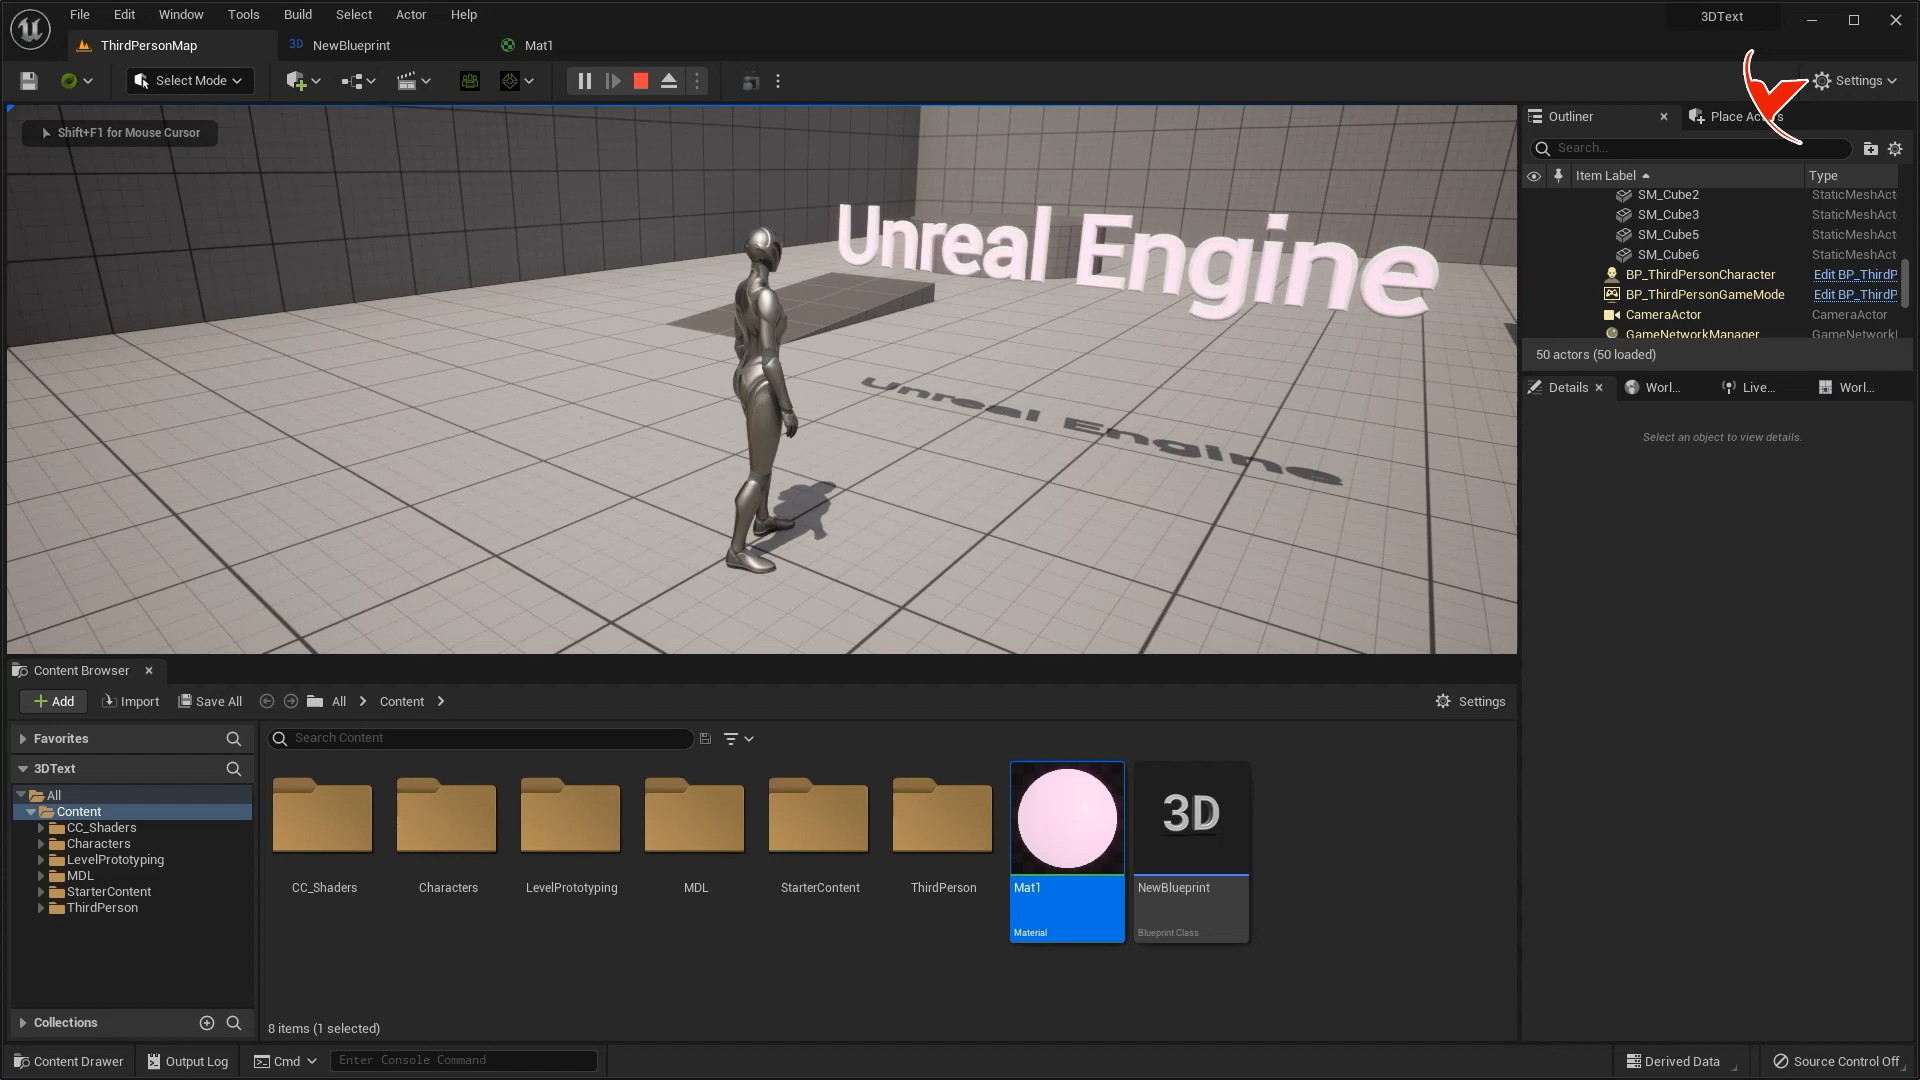 File Edit Window Tools Build Select Actor Help
3DText
ThirdPersonMap
3D NewBlueprint
Mat1
Select Mode
Settings
Shift+F1 for Mouse Cursor
Unreal Engine
Unreal Engine
Outliner
Search...
Item Label Type
SM_Cube2 StaticMeshAct
SM_Cube3 StaticMeshAct
SM_Cube5 StaticMeshAct
SM_Cube6 StaticMeshAct
BP_ThirdPersonCharacter Edit BP_ThirdP
BP_ThirdPersonGameMode Edit BP_ThirdP
CameraActor CameraActor
GameNetworkManager
50 actors (50 loaded)
Details Worl... Live... Worl...
Select an object to view details.
Content Browser
Add Import Save All All Content Settings
Favorites
Search Content
3DText
All
Content
CC_Shaders
Characters
LevelPrototyping
MDL
StarterContent
ThirdPerson
3D
CC_Shaders Characters LevelPrototyping MDL StarterContent ThirdPerson Mat1 NewBlueprint
Material Blueprint Class
Collections
8 items (1 selected)
Content Drawer Output Log Cmd Enter Console Command Derived Data Source Control Off